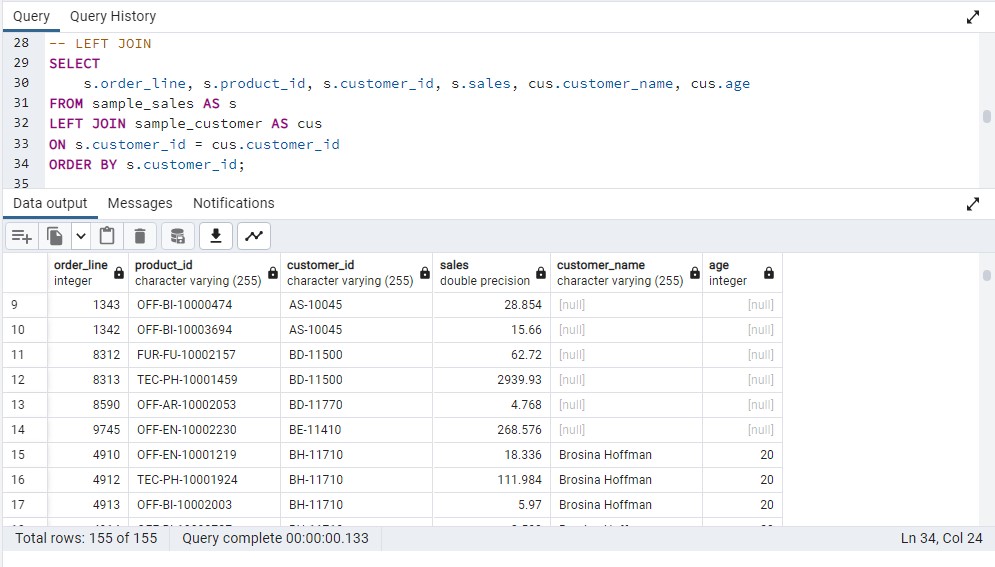 Query Query History
28 -- LEFT JOIN
29 SELECT
30 s.order_line, s.product_id, s.customer_id, s.sales, cus.customer_name, cus.age
31 FROM sample_sales AS s
32 LEFT JOIN sample_customer AS cus
33 ON s.customer_id = cus.customer_id
34 ORDER BY s.customer_id;
35
Data output Messages Notifications
order_line product_id customer_id sales customer_name age
integer character varying (255) character varying (255) double precision character varying (255) integer
9 1343 OFF-BI-10000474 AS-10045 28.854 [null] [null]
10 1342 OFF-BI-10003694 AS-10045 15.66 [null] [null]
11 8312 FUR-FU-10002157 BD-11500 62.72 [null] [null]
12 8313 TEC-PH-10001459 BD-11500 2939.93 [null] [null]
13 8590 OFF-AR-10002053 BD-11770 4.768 [null] [null]
14 9745 OFF-EN-10002230 BE-11410 268.576 [null] [null]
15 4910 OFF-EN-10001219 BH-11710 18.336 Brosina Hoffman 20
16 4912 TEC-PH-10001924 BH-11710 111.984 Brosina Hoffman 20
17 4913 OFF-BI-10002003 BH-11710 5.97 Brosina Hoffman 20
Total rows: 155 of 155 Query complete 00:00:00.133 Ln 34, Col 24